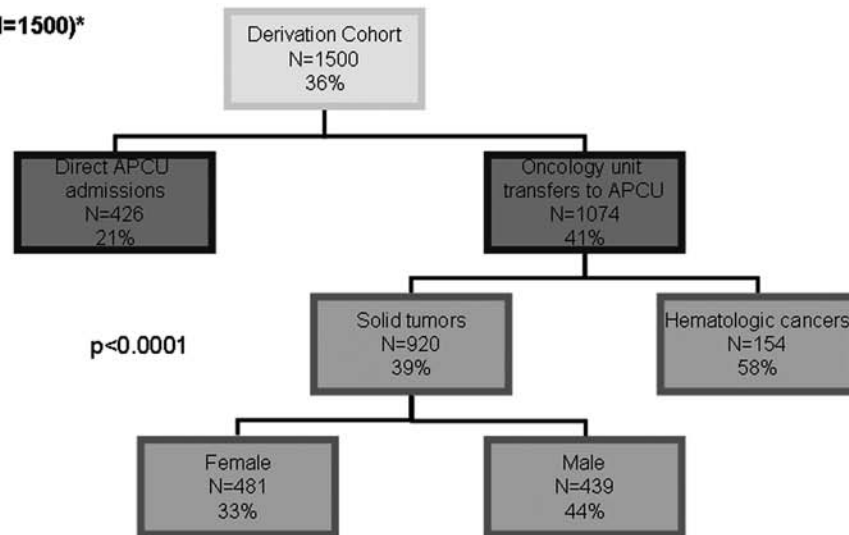 =1500)*
Derivation Cohort
N=1500
36%
Direct APCU
admissions
N=426
21%
Oncology unit
transfers to APCU
N=1074
41%
Solid tumors
N=920
39%
Hematologic cancers
N=154
58%
p<0.0001
Female
N=481
33%
Male
N=439
44%